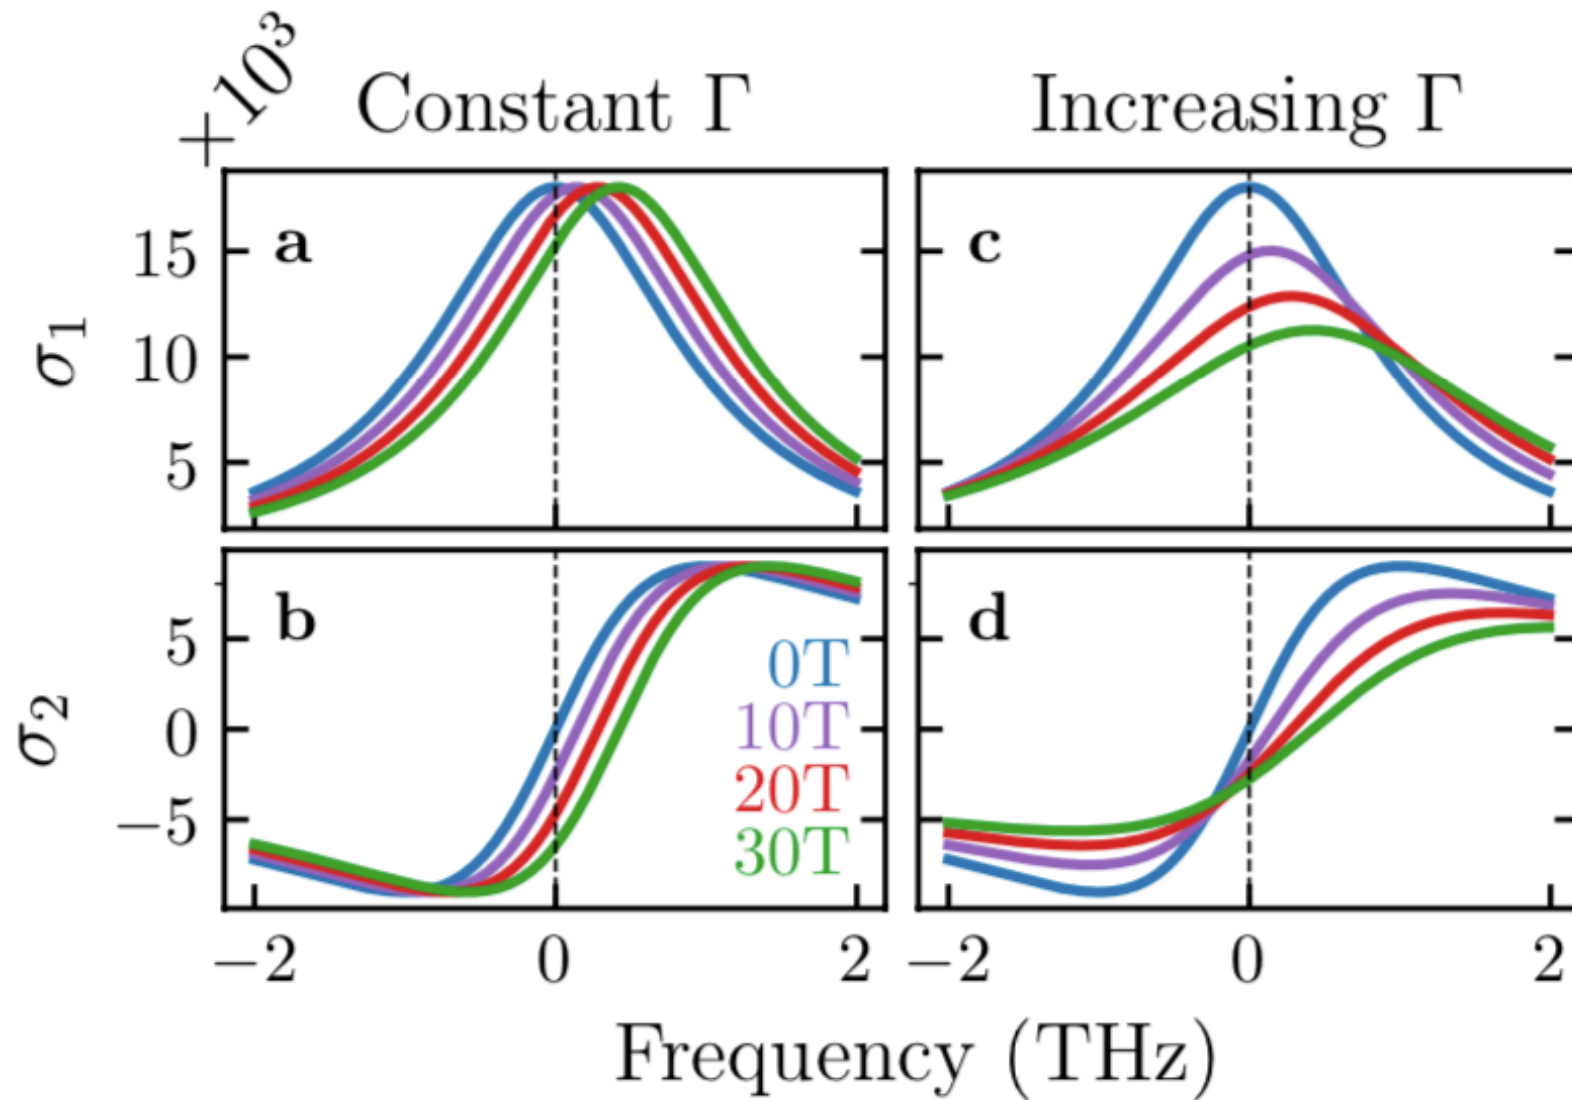 +10³
Constant Γ
Increasing Γ
a
c
15
10
5
σ₁
b
d
5
0
−5
σ₂
0T
10T
20T
30T
−2 0 2 −2 0 2
Frequency (THz)